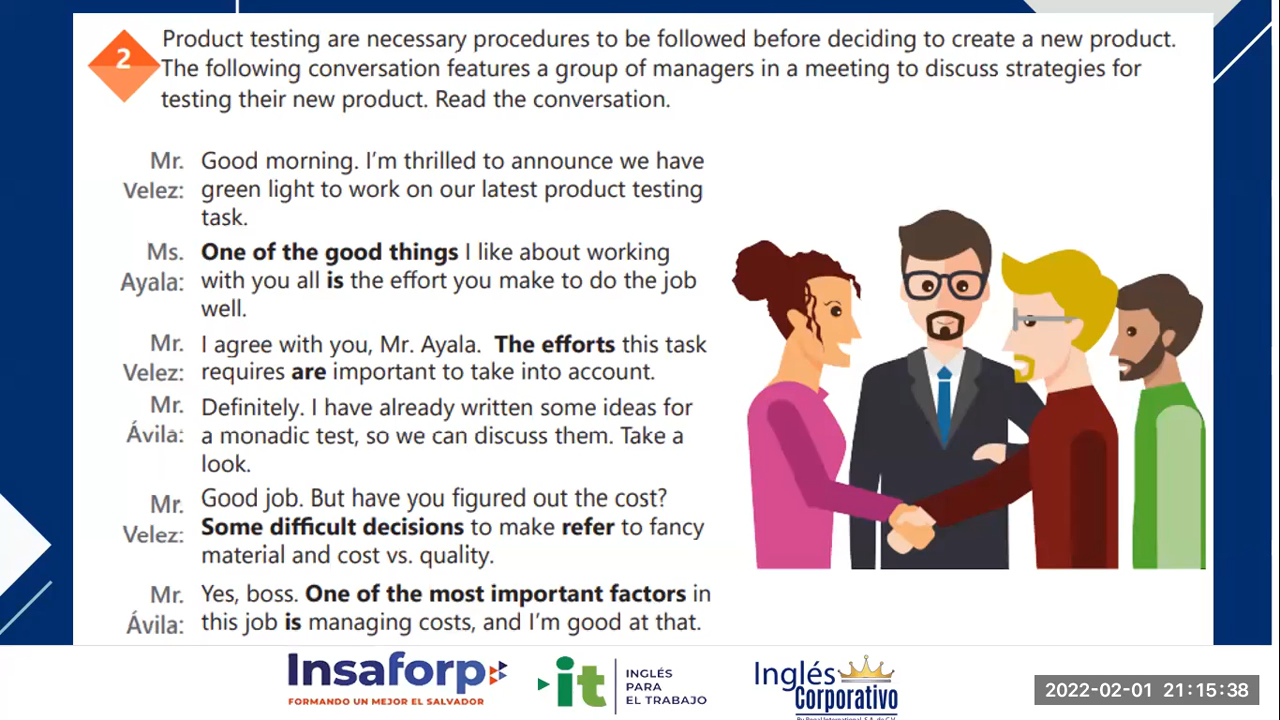 2
Product testing are necessary procedures to be followed before deciding to create a new product.
The following conversation features a group of managers in a meeting to discuss strategies for
testing their new product. Read the conversation.
Mr. Good morning. I’m thrilled to announce we have
Velez: green light to work on our latest product testing
task.
Ms. One of the good things I like about working
Ayala: with you all is the effort you make to do the job
well.
Mr. I agree with you, Mr. Ayala. The efforts this task
Velez: requires are important to take into account.
Mr. Definitely. I have already written some ideas for
Ávila: a monadic test, so we can discuss them. Take a
look.
Mr. Good job. But have you figured out the cost?
Velez: Some difficult decisions to make refer to fancy
material and cost vs. quality.
Mr. Yes, boss. One of the most important factors in
Ávila: this job is managing costs, and I’m good at that.
Insaforp
FORMANDO UN MEJOR EL SALVADOR
it
INGLÉS
PARA
EL TRABAJO
Inglés
Corporativo
2022-02-01 21:15:38